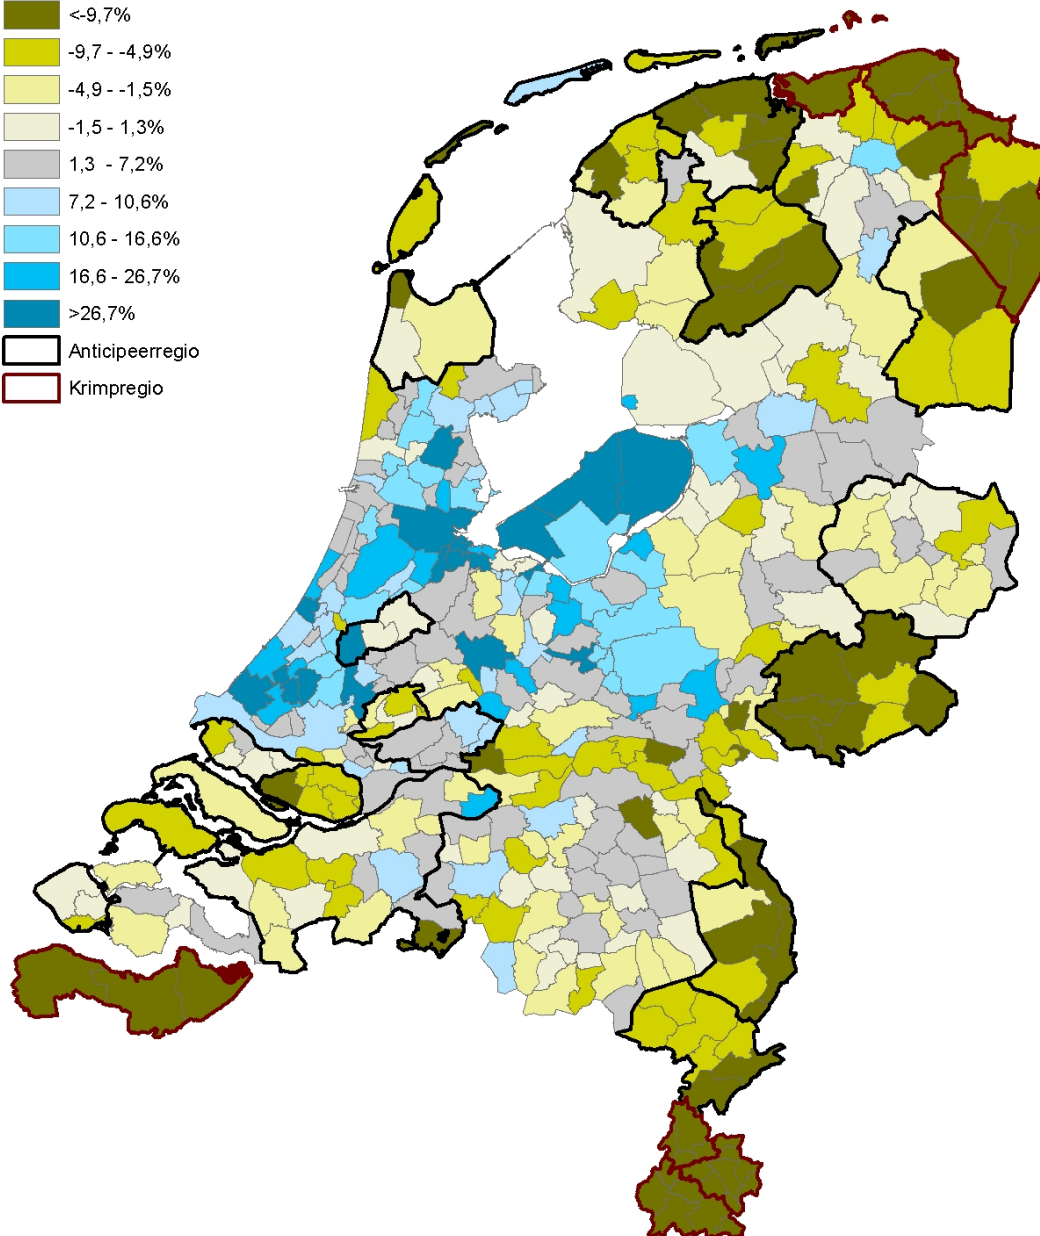 <-9,7%
-9,7 - -4,9%
-4,9 - -1,5%
-1,5 - 1,3%
1,3 - 7,2%
7,2 - 10,6%
10,6 - 16,6%
16,6 - 26,7%
>26,7%
Anticipeerregio
Krimpregio